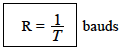 R = 1/T bauds